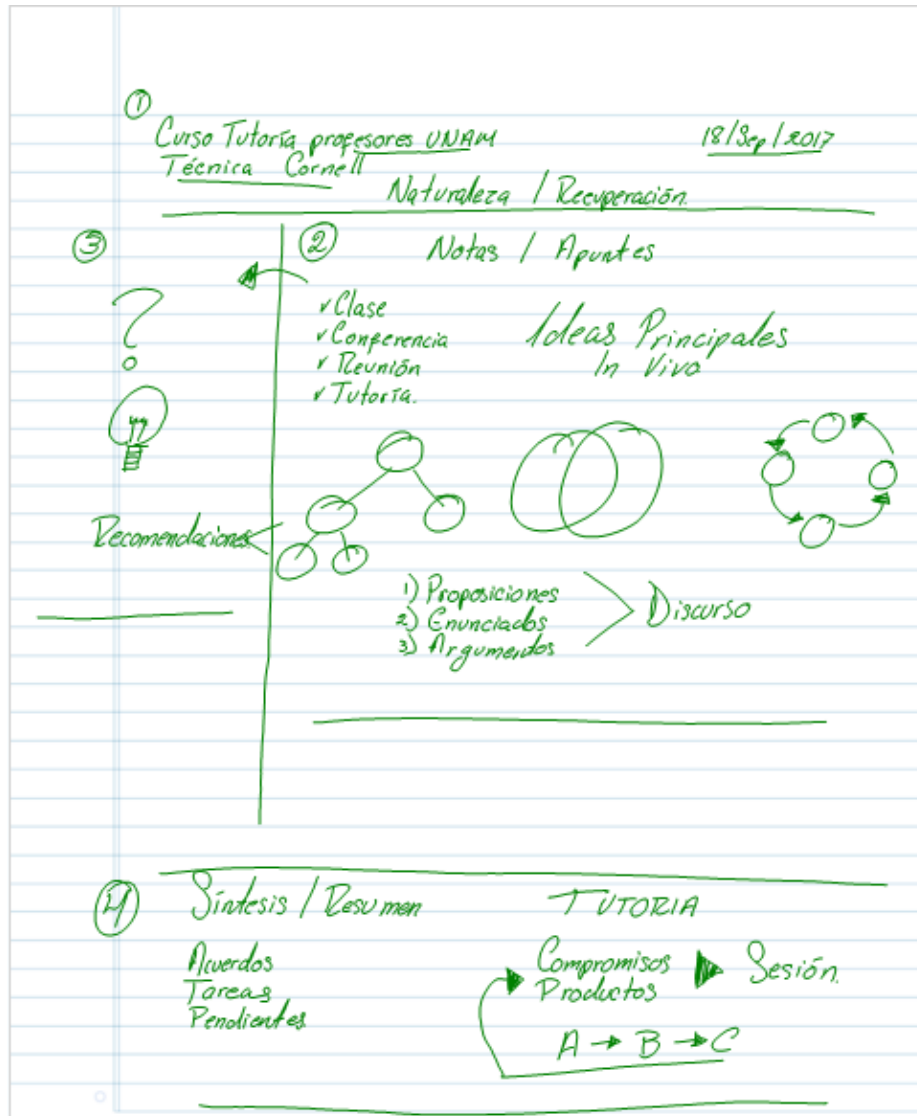 ①
Curso Tutoría profesores UNAM
18/Sep/2017
Técnica Cornell
Naturaleza / Recuperación.
③
?
Recomendaciones
②
Notas / Apuntes
✓ Clase
✓ Conferencia
✓ Reunión
✓ Tutoría.
Ideas Principales
In Vivo
1) Proposiciones
2) Enunciados
3) Argumentos
Discurso
④
Síntesis / Resumen
Acuerdos
Tareas
Pendientes
TUTORIA
Compromisos
Productos
Sesión.
A → B → C